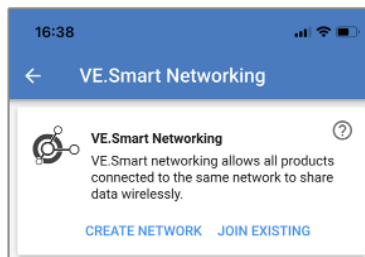 16:38
VE.Smart Networking
VE.Smart Networking
VE.Smart networking allows all products
connected to the same network to share
data wirelessly.
CREATE NETWORK JOIN EXISTING